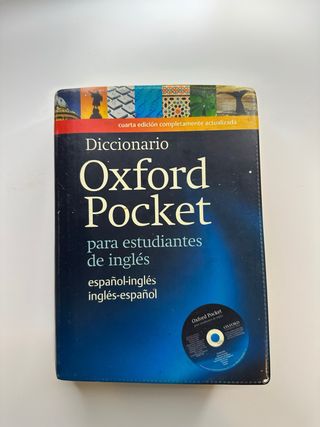 cuarta edición completamente actualizada
Diccionario
Oxford
Pocket
para estudiantes
de inglés
español-inglés
inglés-español
Oxford Pocket
OXFORD